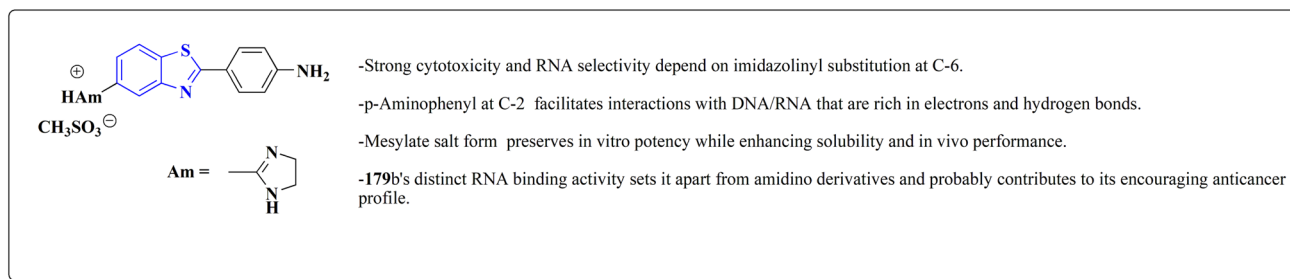 S
N
NH2
⊕
HAm
CH3SO3⊖
Am =
N
N
H
-Strong cytotoxicity and RNA selectivity depend on imidazolinyl substitution at C-6.
-p-Aminophenyl at C-2 facilitates interactions with DNA/RNA that are rich in electrons and hydrogen bonds.
-Mesylate salt form preserves in vitro potency while enhancing solubility and in vivo performance.
-179b's distinct RNA binding activity sets it apart from amidino derivatives and probably contributes to its encouraging anticancer
profile.